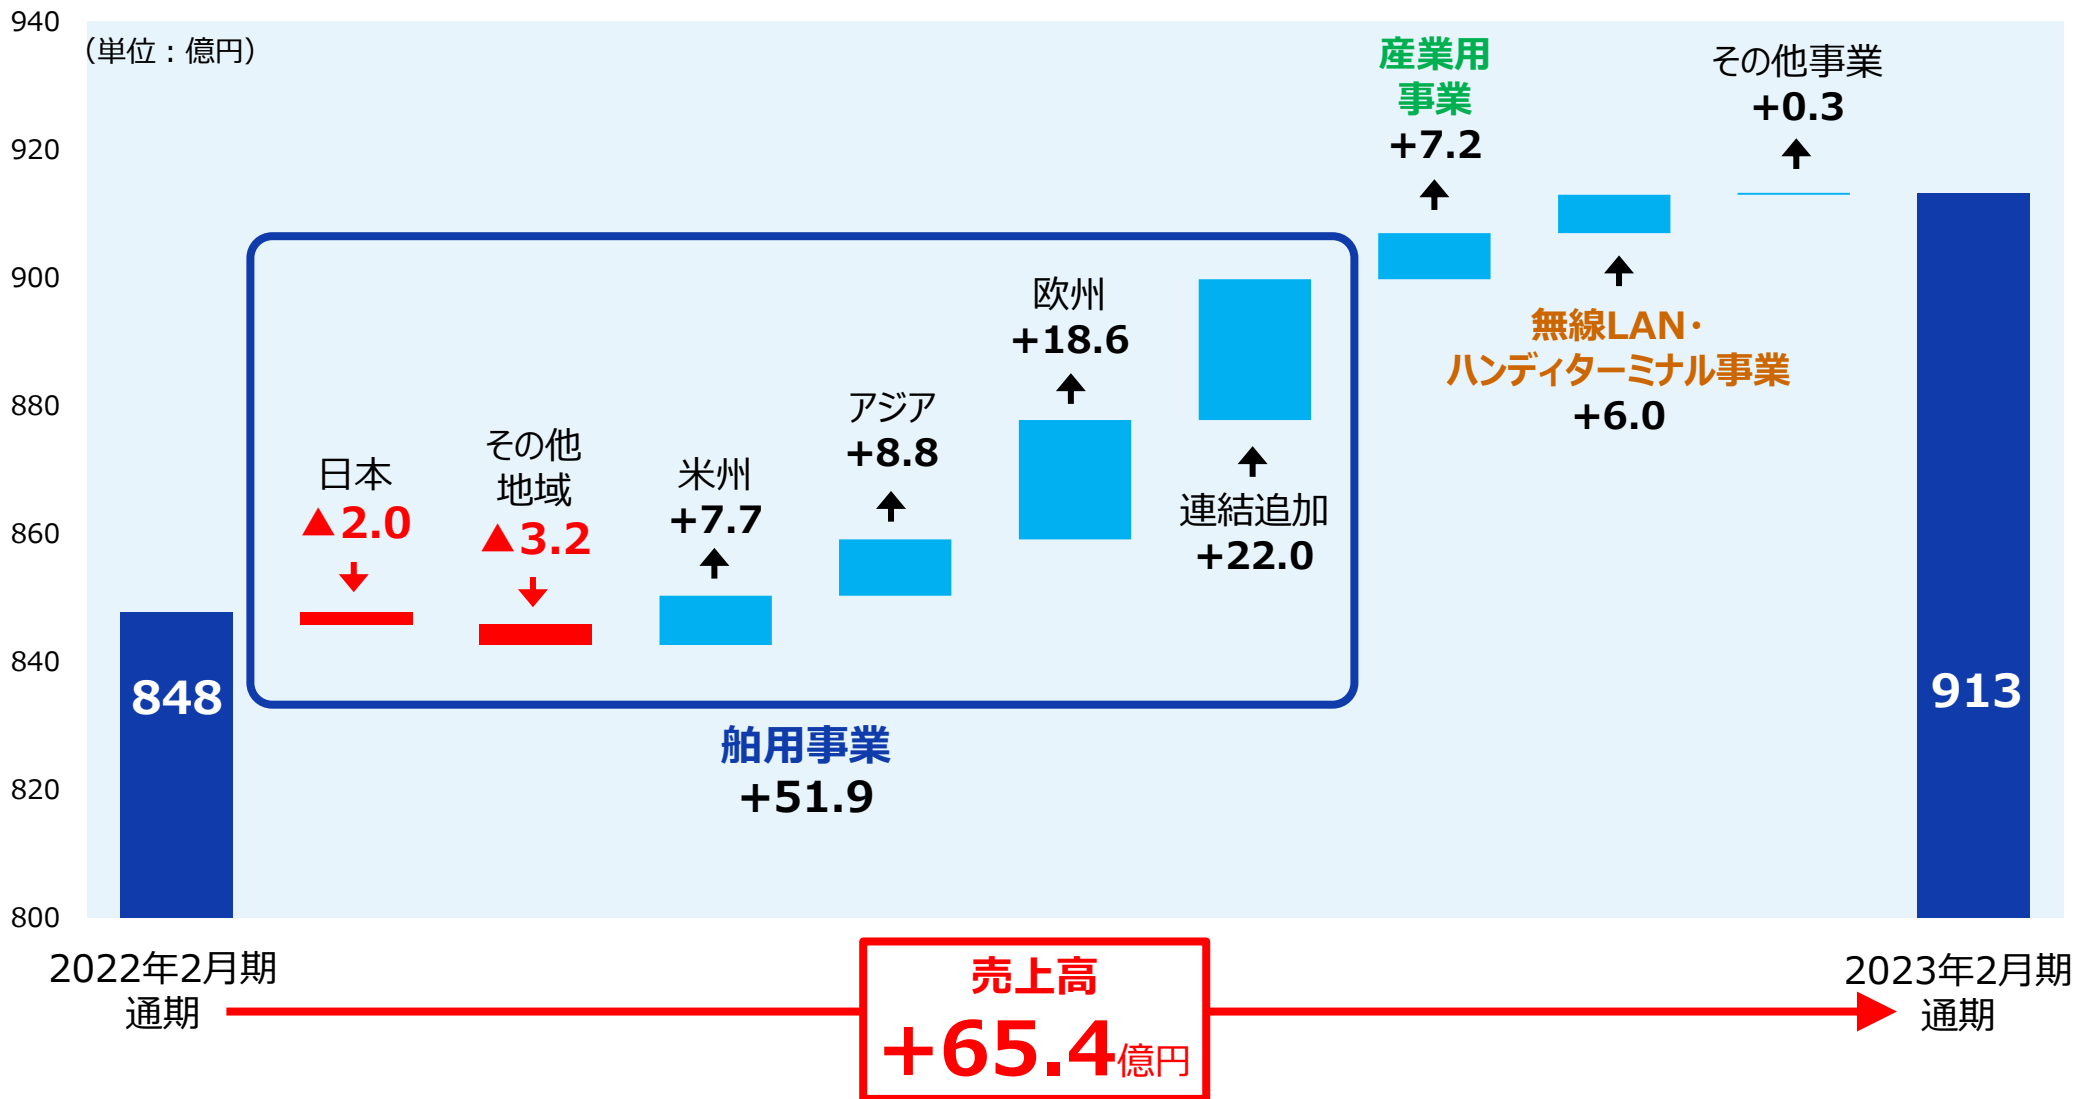 940
920
900
880
860
840
820
800
（単位：億円）
848
日本
▲2.0
その他
地域
▲3.2
米州
+7.7
アジア
+8.8
欧州
+18.6
連結追加
+22.0
舶用事業
+51.9
産業用
事業
+7.2
無線LAN・
ハンディターミナル事業
+6.0
その他事業
+0.3
913
2022年2月期
通期
売上高
+65.4億円
2023年2月期
通期